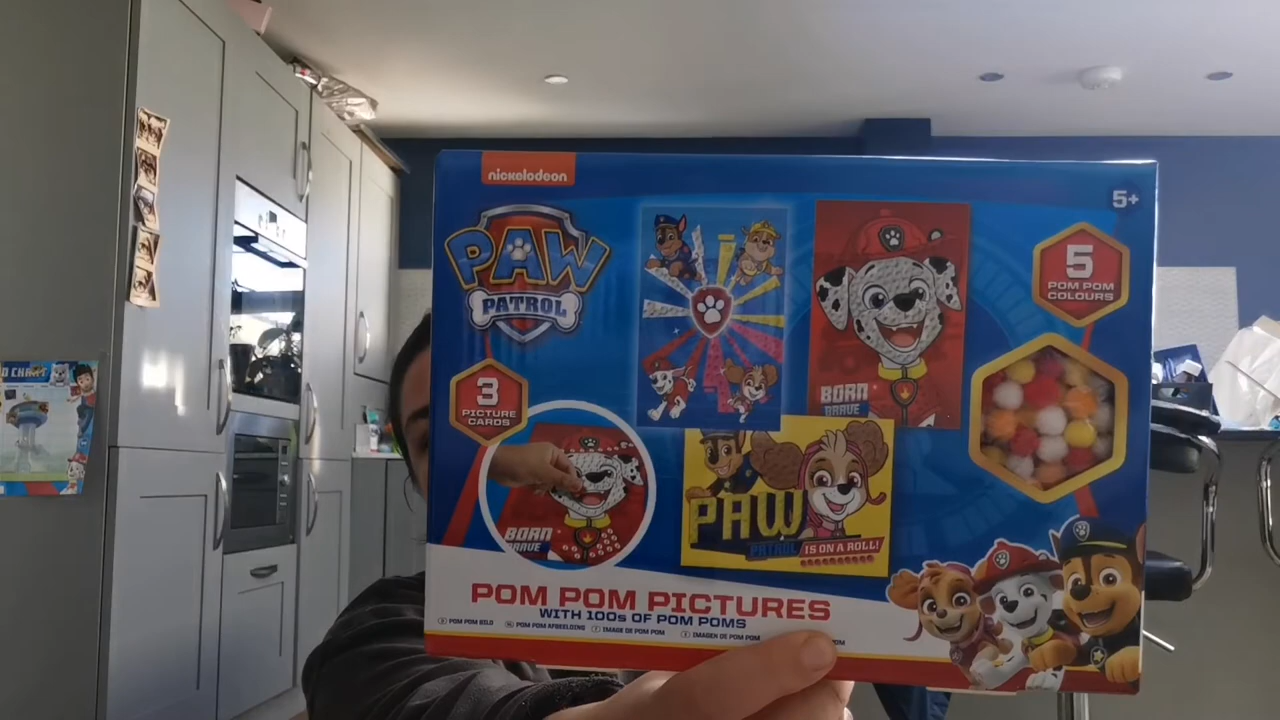 nickelodeon
5+
PAW
PATROL
5
POM POM
COLOURS
3
PICTURE
CARDS
BORN
BRAVE
BORN
BRAVE
PAW
PATROL IS ON A ROLL!
POM POM PICTURES
WITH 100s OF POM POMS
POM POM BILD
POM POM AFBEELDING
IMAGE DE POM POM
IMAGEN DE POM POM
POM
CHART